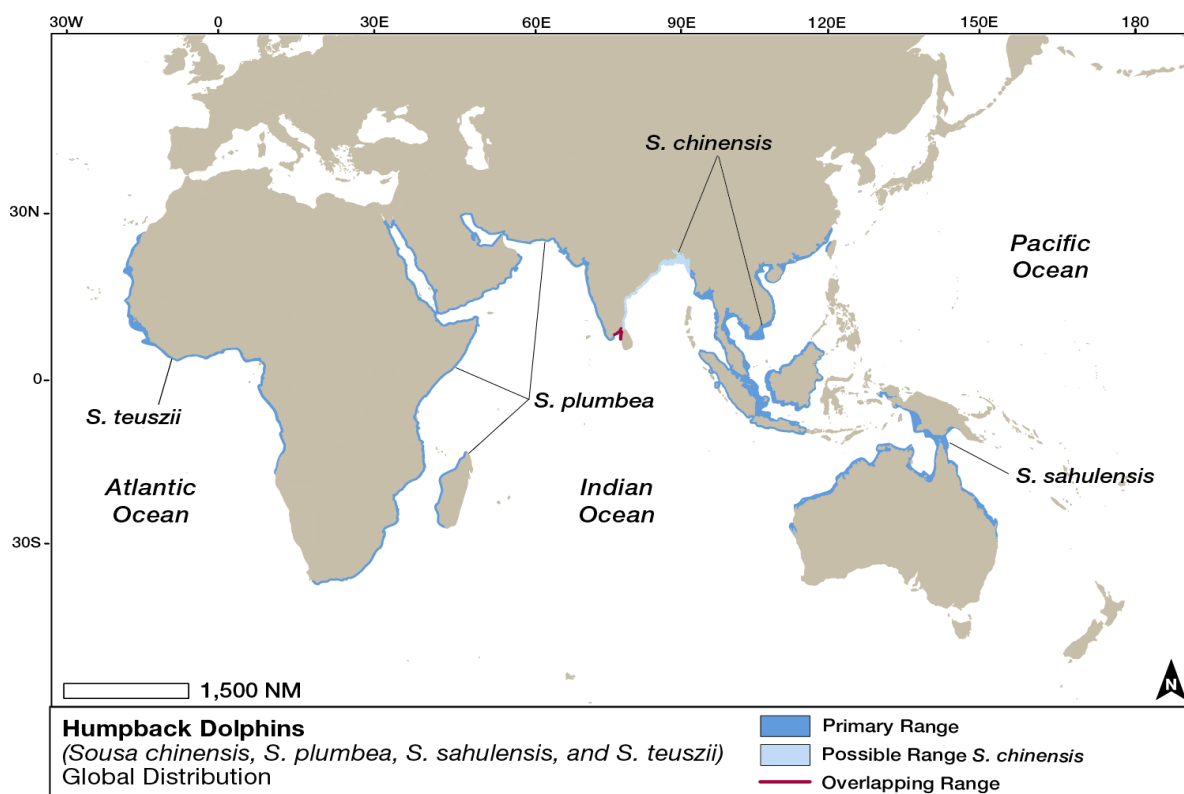 30W 0 30E 60E 90E 120E 150E 180
S. chinensis
30N
Pacific
Ocean
0
S. plumbea
S. teuszii
S. sahulensis
Atlantic
Ocean
Indian
Ocean
30S
1,500 NM
N
Humpback Dolphins
(Sousa chinensis, S. plumbea, S. sahulensis, and S. teuszii)
Global Distribution
Primary Range
Possible Range S. chinensis
Overlapping Range